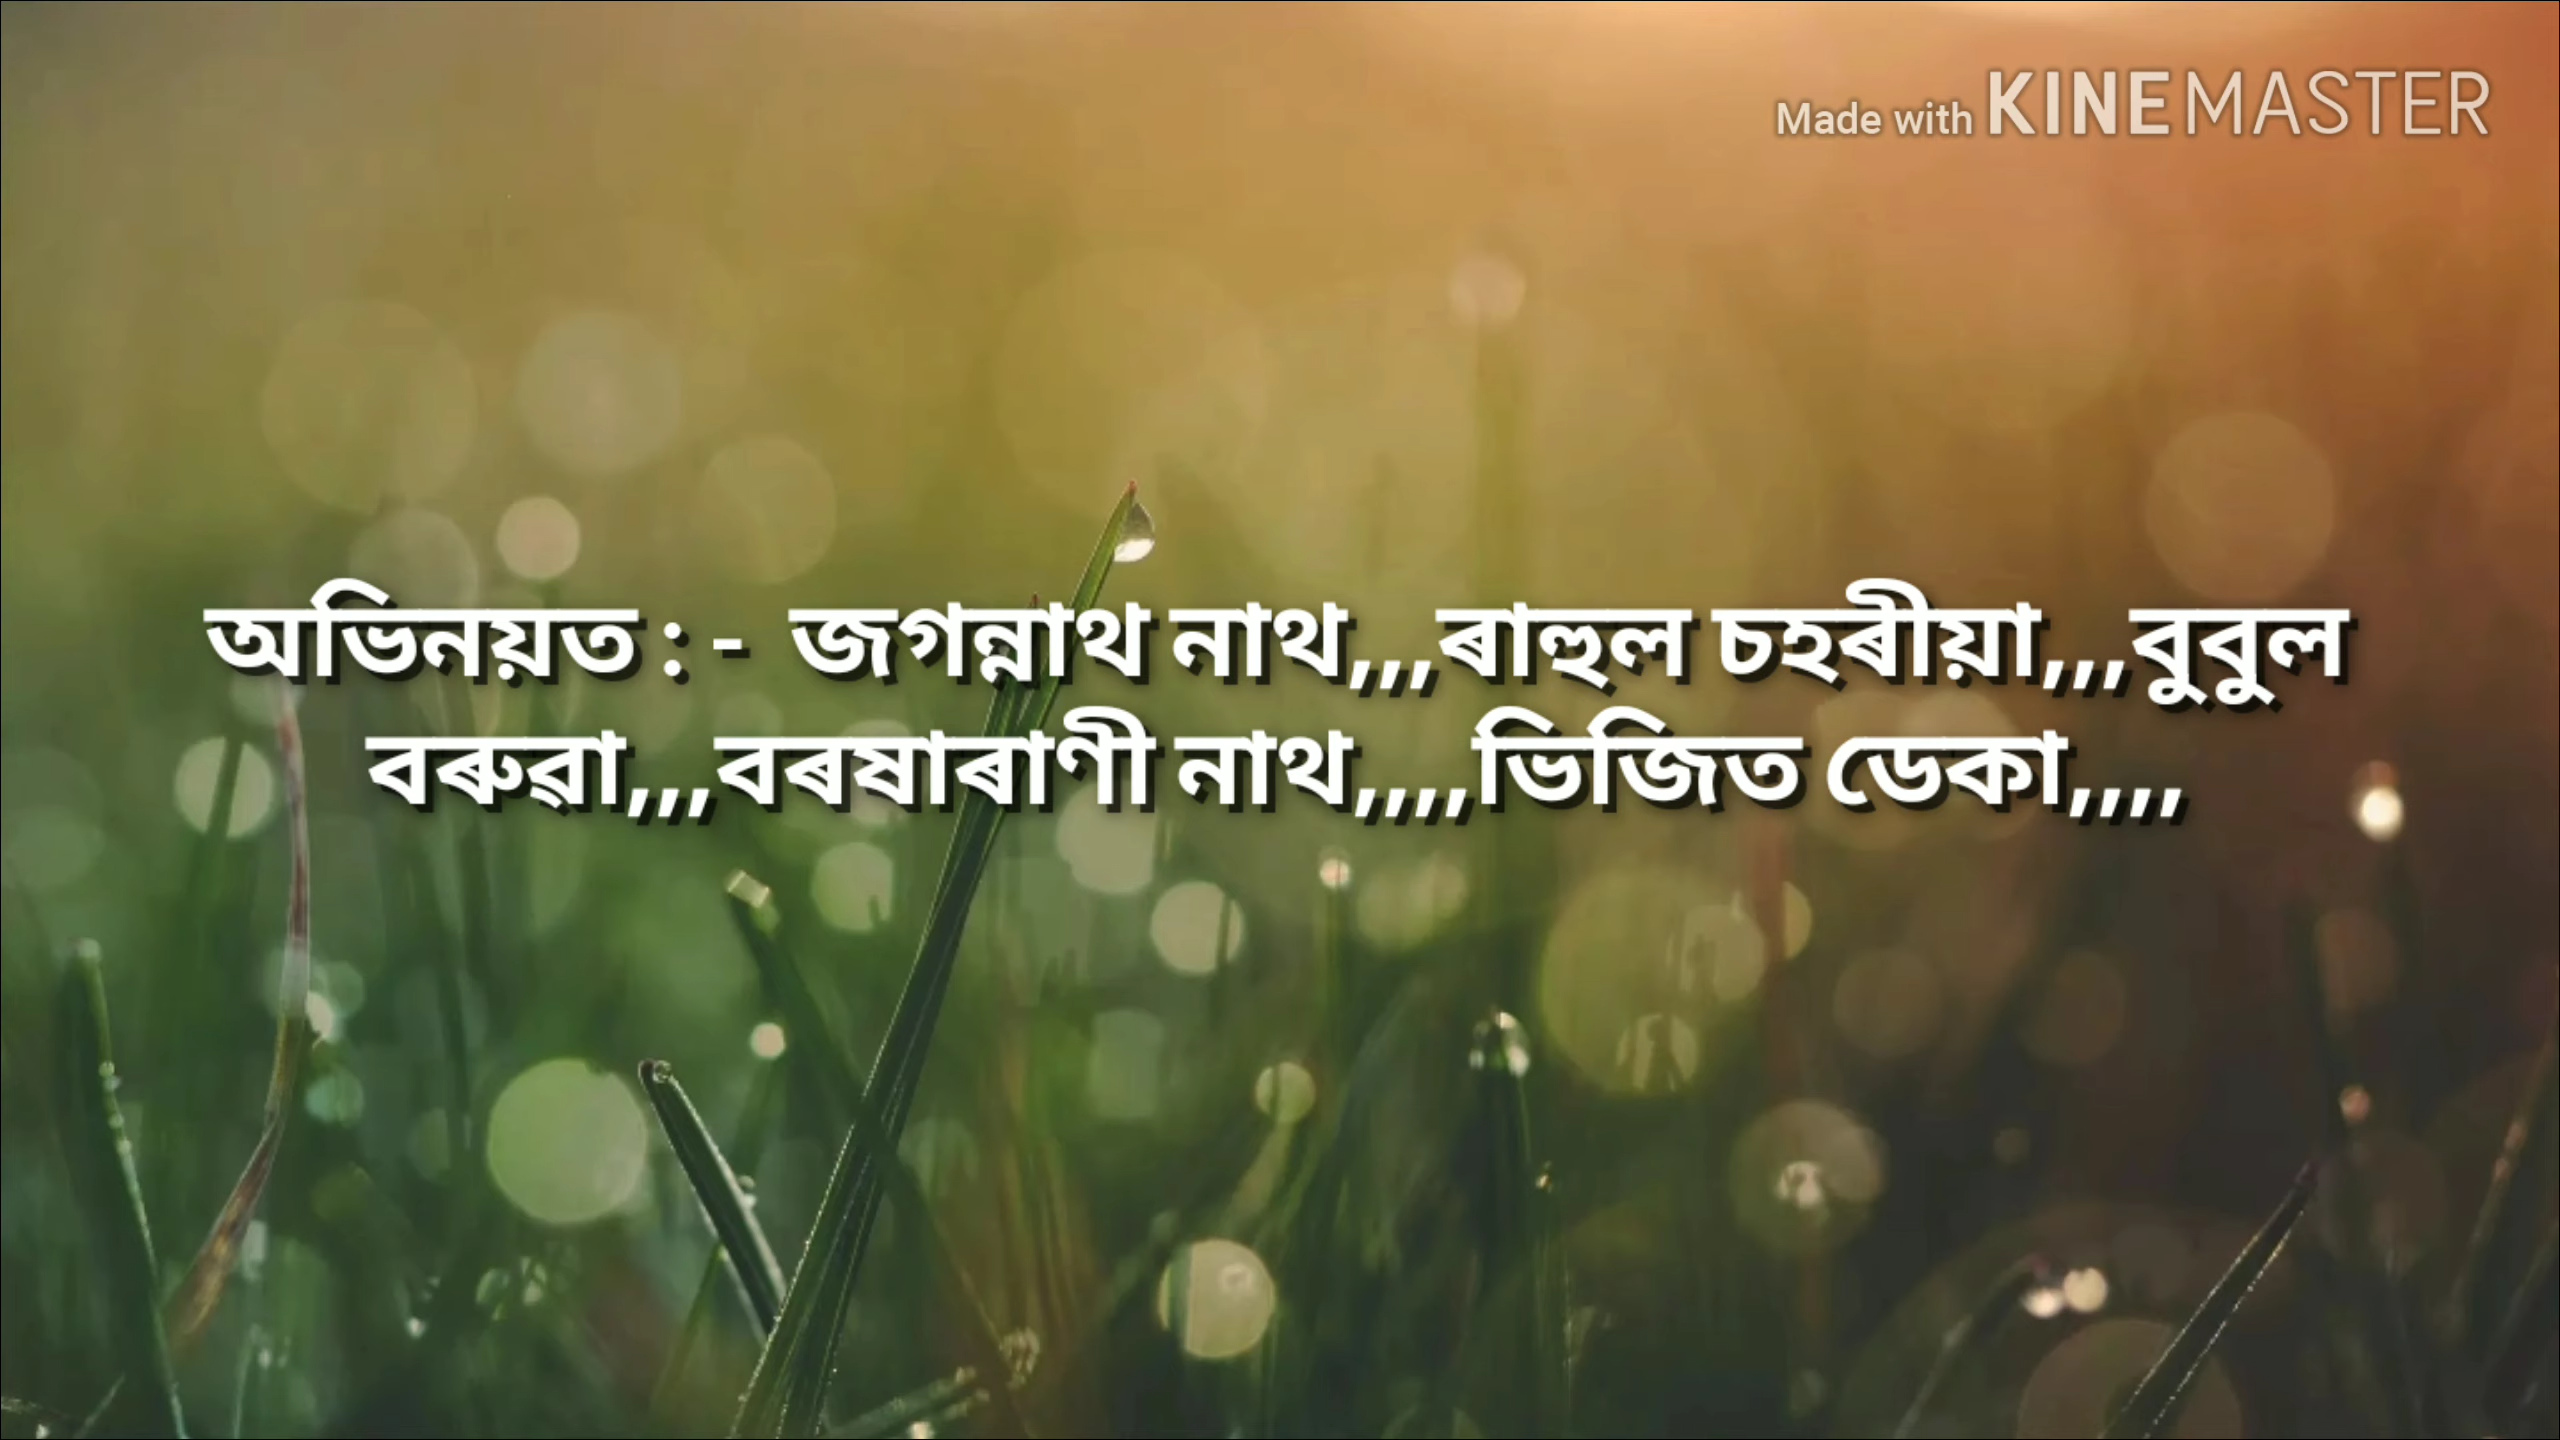 Made with KINEMASTER
অভিনয়ত : - জগন্নাথ নাথ,,,ৰাহুল চহৰীয়া,,,বুবুল
বৰুৱা,,,বৰষাৰাণী নাথ,,,,ভিজিত ডেকা,,,,